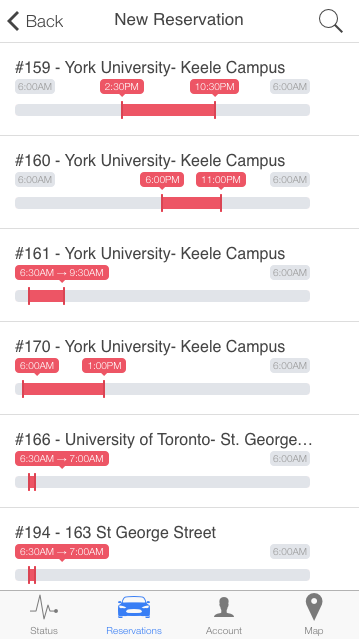 Back
New Reservation
#159 - York University- Keele Campus
6:00AM 2:30PM 10:30PM 6:00AM
#160 - York University- Keele Campus
6:00AM 6:00PM 11:00PM 6:00AM
#161 - York University- Keele Campus
6:30AM → 9:30AM 6:00AM
#170 - York University- Keele Campus
6:00AM 1:00PM 6:00AM
#166 - University of Toronto- St. George...
6:30AM → 7:00AM 6:00AM
#194 - 163 St George Street
6:30AM → 7:00AM 6:00AM
Status Reservations Account Map